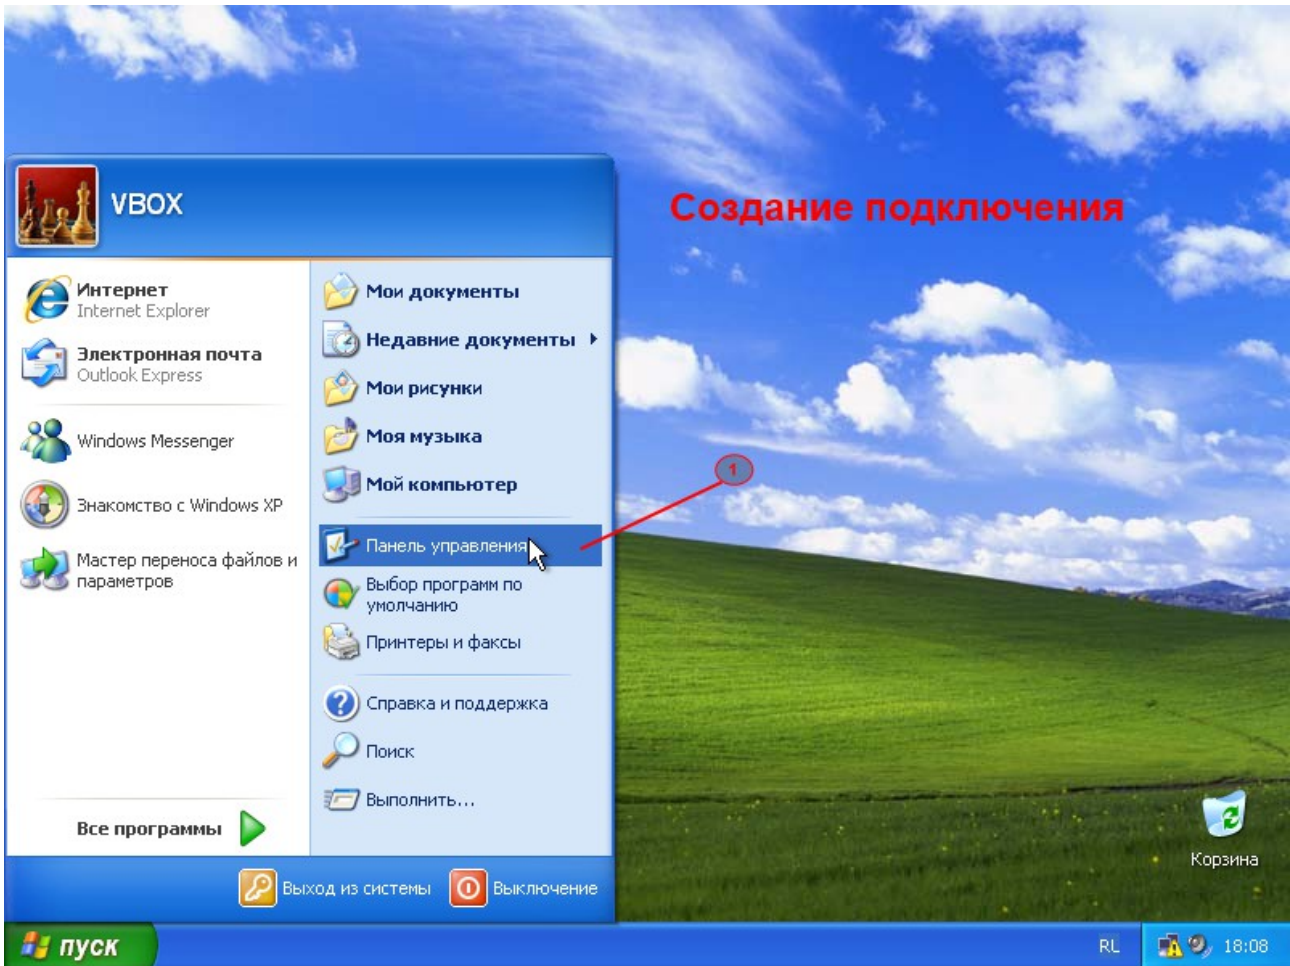 VBOX
Создание подключения
Интернет
Internet Explorer
Электронная почта
Outlook Express
Windows Messenger
Знакомство с Windows XP
Мастер переноса файлов и
параметров
Все программы
Мои документы
Недавние документы
Мои рисунки
Моя музыка
Мой компьютер
1
Панель управления
Выбор программ по
умолчанию
Принтеры и факсы
Справка и поддержка
Поиск
Выполнить...
Корзина
Выход из системы
Выключение
пуск
RL
18:08